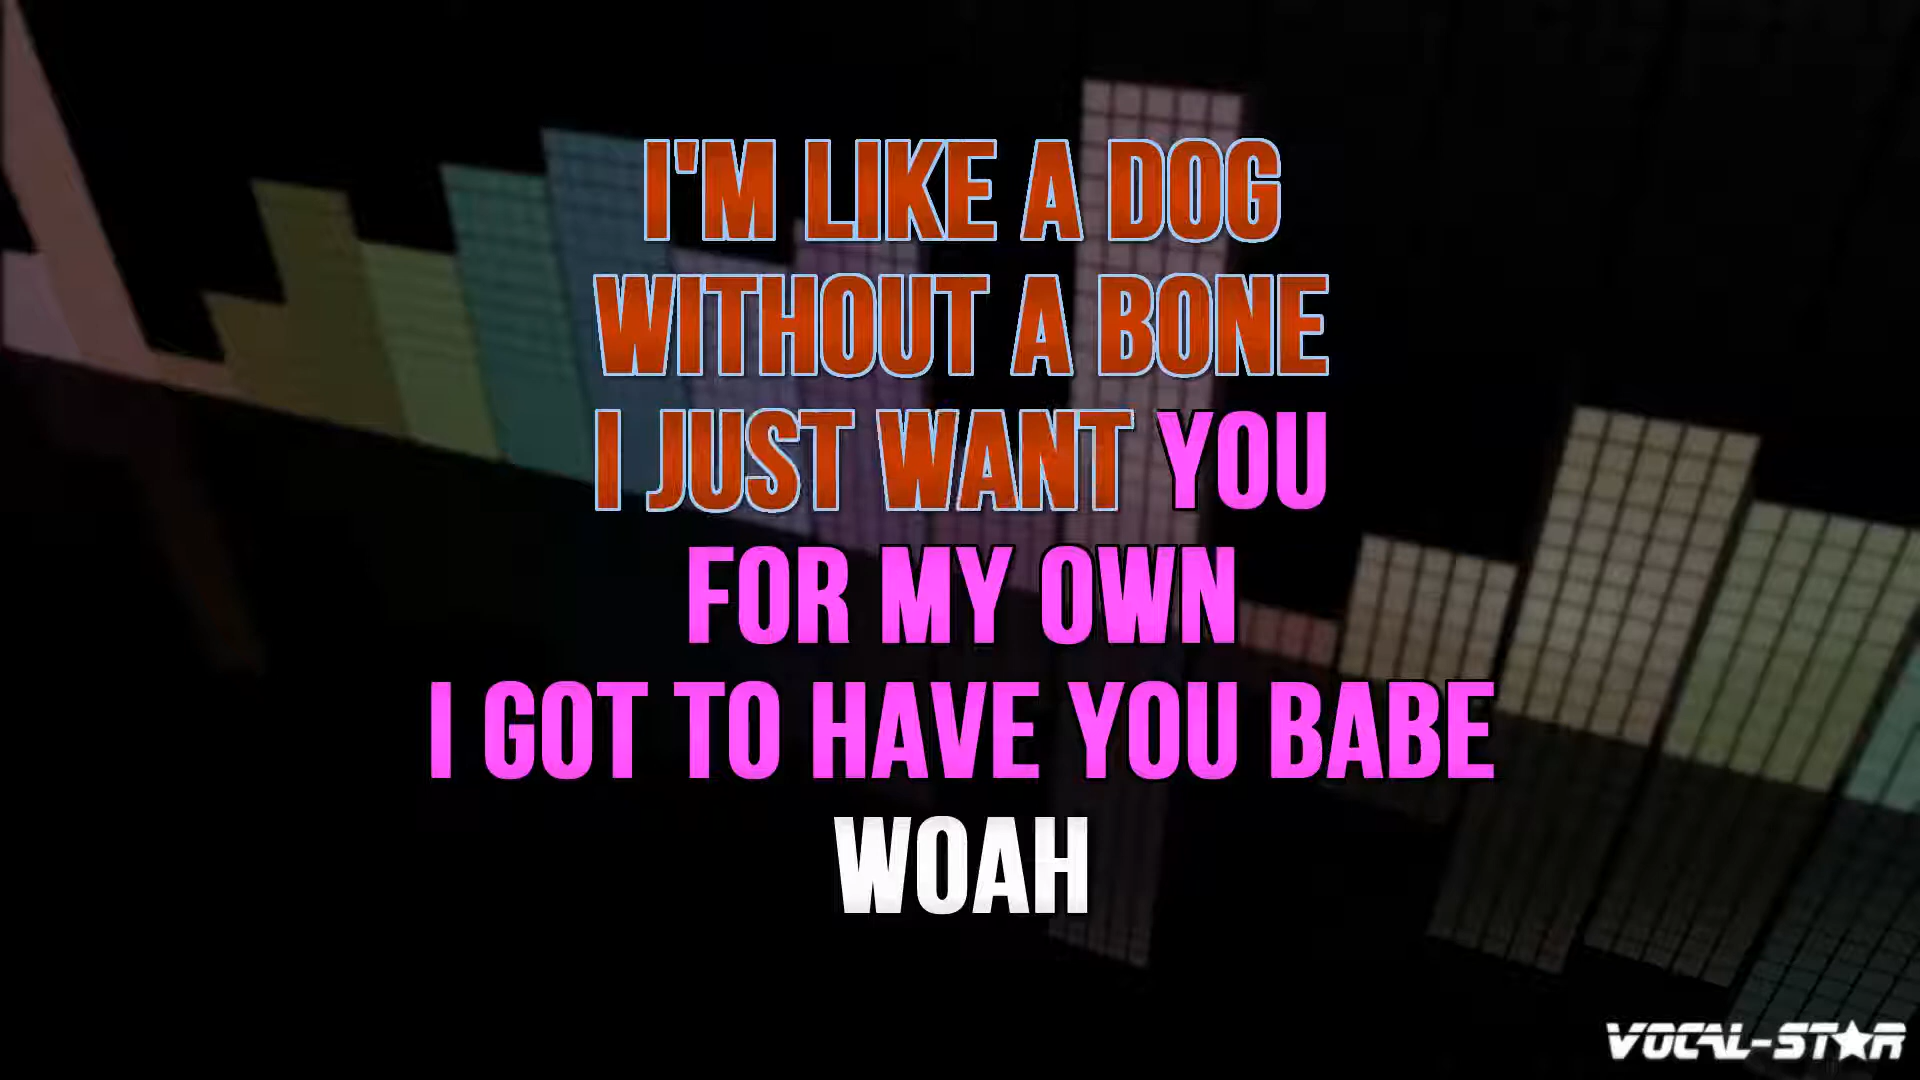 I'M LIKE A DOG
WITHOUT A BONE
I JUST WANT YOU
FOR MY OWN
I GOT TO HAVE YOU BABE
WOAH
VOCAL-STAR